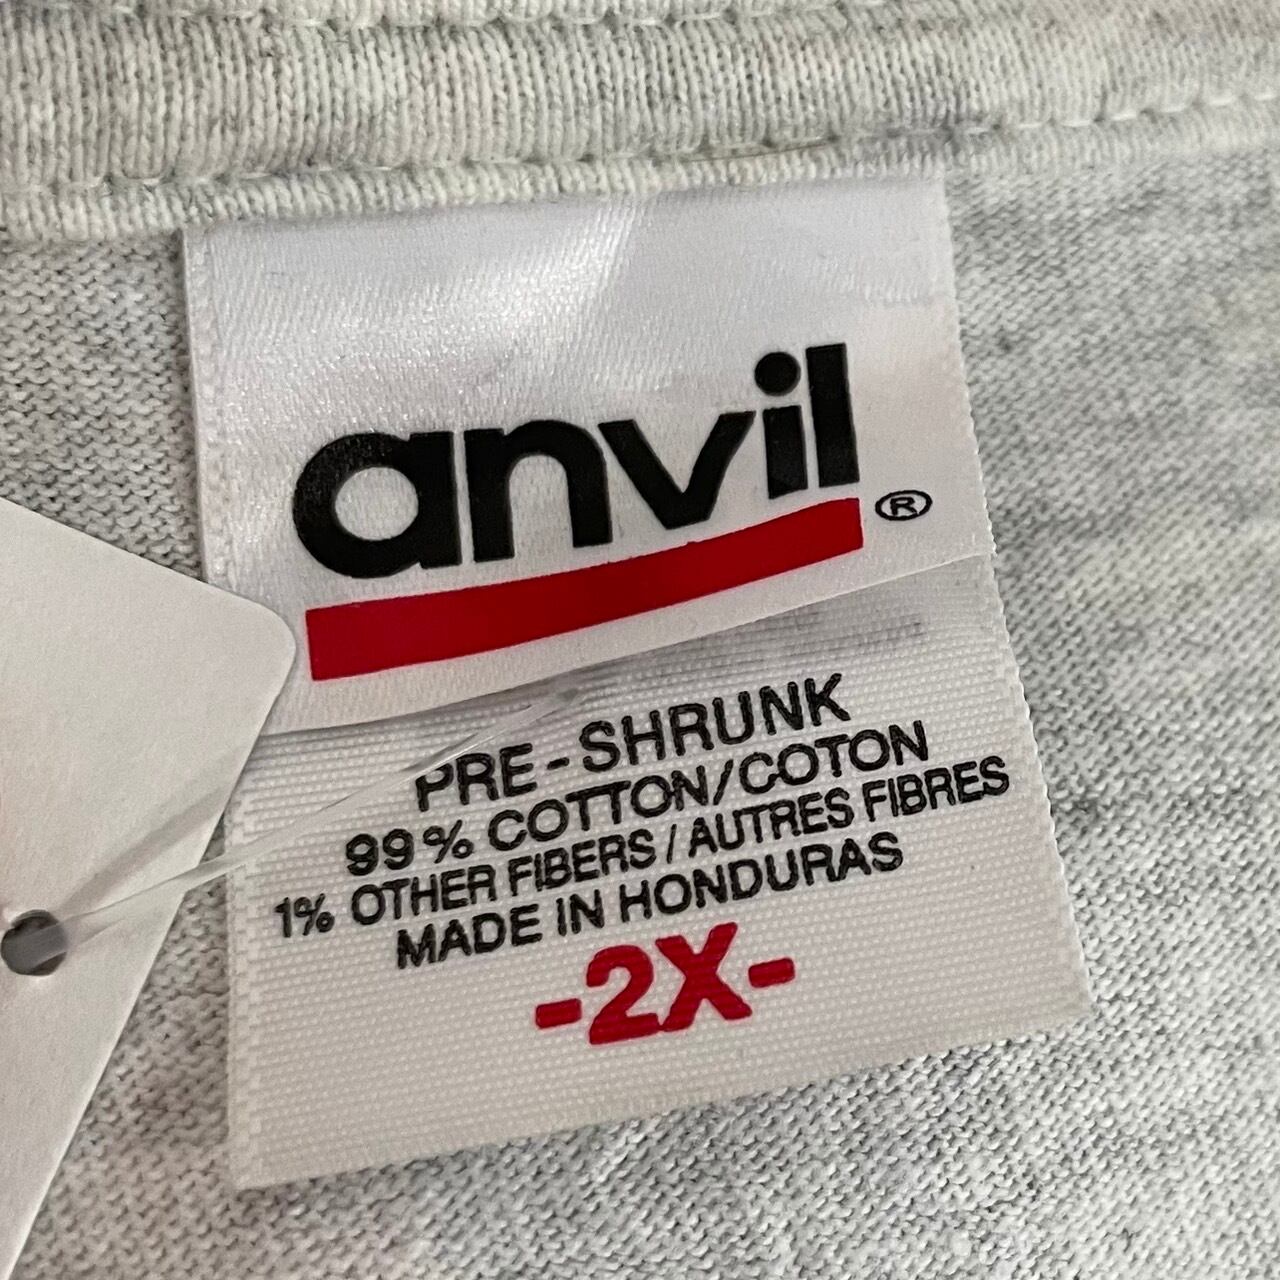 anvil®
PRE-SHRUNK
99% COTTON/COTON
1% OTHER FIBERS/AUTRES FIBRES
MADE IN HONDURAS
-2X-